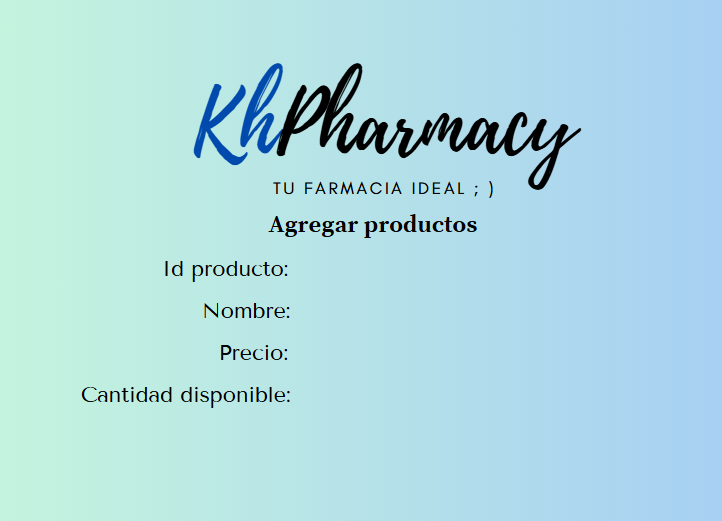 KhPharmacy
TU FARMACIA IDEAL ; )
Agregar productos
Id producto:
Nombre:
Precio:
Cantidad disponible: